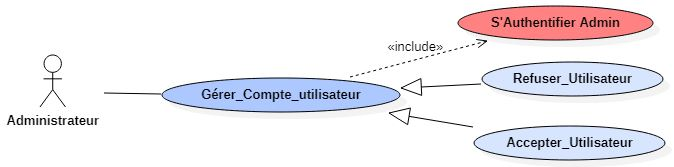 S'Authentifier Admin
«include»
Refuser_Utilisateur
Gérer_Compte_utilisateur
Administrateur
Accepter_Utilisateur